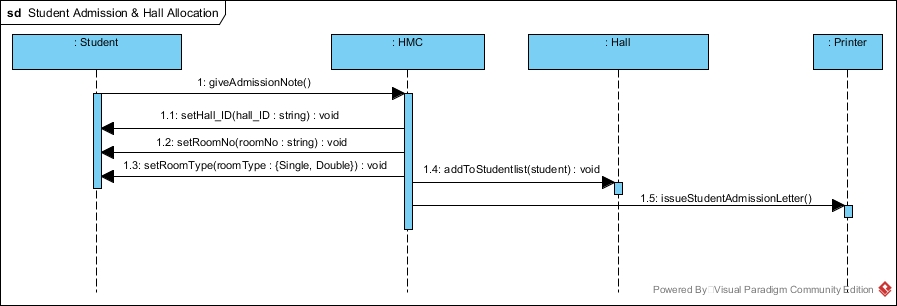 sd Student Admission & Hall Allocation
: Student
: HMC
: Hall
: Printer
1: giveAdmissionNote()
1.1: setHall_ID(hall_ID : string) : void
1.2: setRoomNo(roomNo : string) : void
1.3: setRoomType(roomType : {Single, Double}) : void
1.4: addToStudentlist(student) : void
1.5: issueStudentAdmissionLetter()
Powered By Visual Paradigm Community Edition